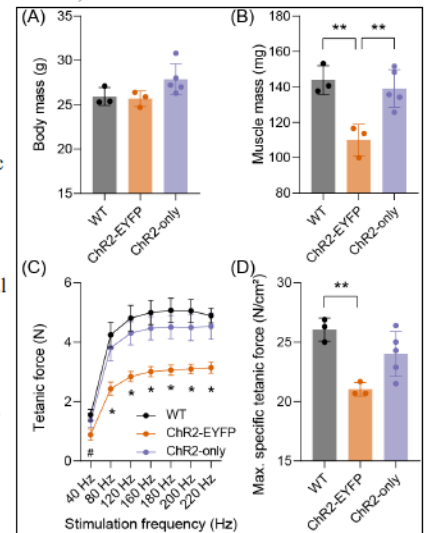 (A)
Body mass (g)
35
30
25
20
15
WT
ChR2-EYFP
ChR2-only
(B)
Muscle mass (mg)
180
160
140
120
100
80
** **
WT
ChR2-EYFP
ChR2-only
c
al
(C)
Tetanic force (N)
6
4
2
0
#
* * * * * *
WT
ChR2-EYFP
ChR2-only
40 Hz
80 Hz
120 Hz
160 Hz
180 Hz
200 Hz
220 Hz
Stimulation frequency (Hz)
(D)
Max. specific tetanic force (N/cm²)
30
25
20
15
**
WT
ChR2-EYFP
ChR2-only